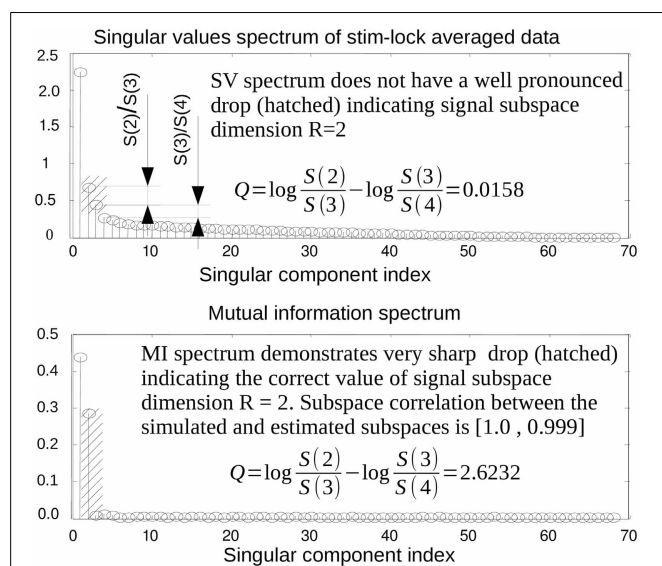 Singular values spectrum of stim-lock averaged data
2.5
2.0
1.5
1
0.5
0
S(2)/S(3)
S(3)/S(4)
SV spectrum does not have a well pronounced
drop (hatched) indicating signal subspace
dimension R=2
Q=log S(2)/S(3) −log S(3)/S(4) =0.0158
0 10 20 30 40 50 60 70
Singular component index
Mutual information spectrum
0.5
0.4
0.3
0.2
0.1
0.0
MI spectrum demonstrates very sharp drop (hatched)
indicating the correct value of signal subspace
dimension R = 2. Subspace correlation between the
simulated and estimated subspaces is [1.0 , 0.999]
Q=log S(2)/S(3) −log S(3)/S(4) =2.6232
0 10 20 30 40 50 60 70
Singular component index